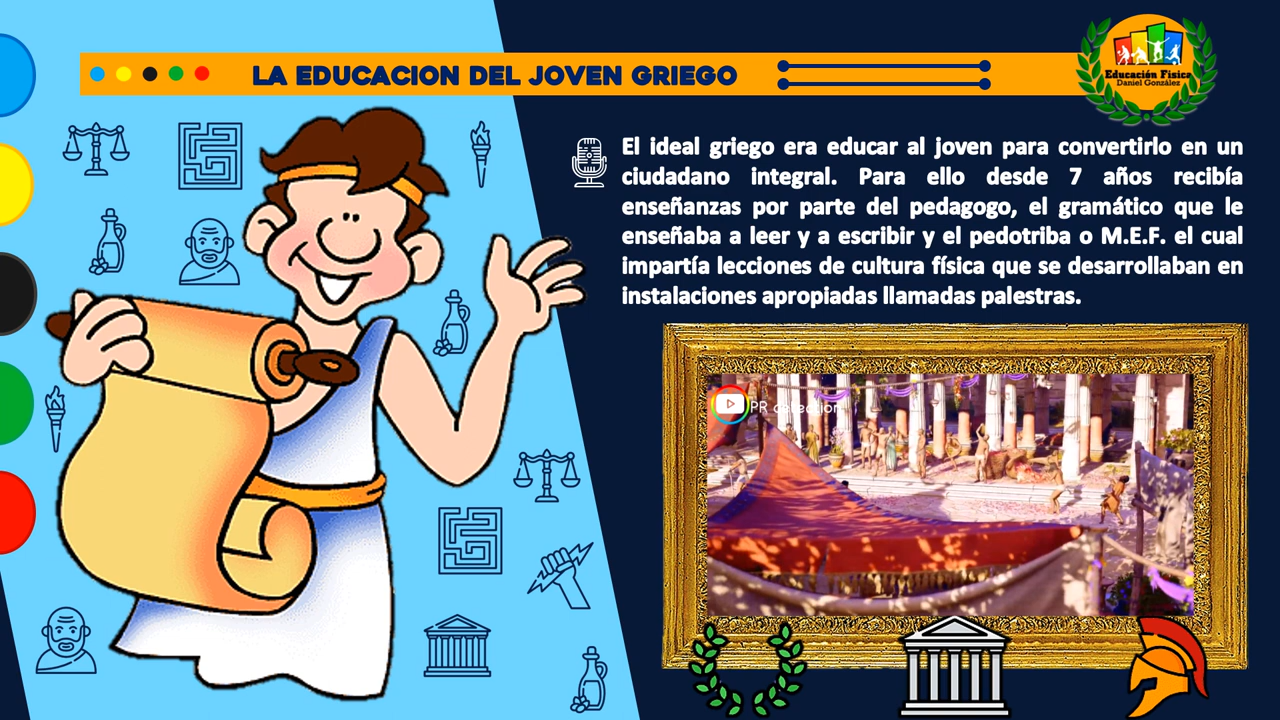 LA EDUCACION DEL JOVEN GRIEGO
Educación Física
Daniel González
El ideal griego era educar al joven para convertirlo en un
ciudadano integral. Para ello desde 7 años recibía
enseñanzas por parte del pedagogo, el gramático que le
enseñaba a leer y a escribir y el pedotriba o M.E.F. el cual
impartía lecciones de cultura física que se desarrollaban en
instalaciones apropiadas llamadas palestras.
PR collection